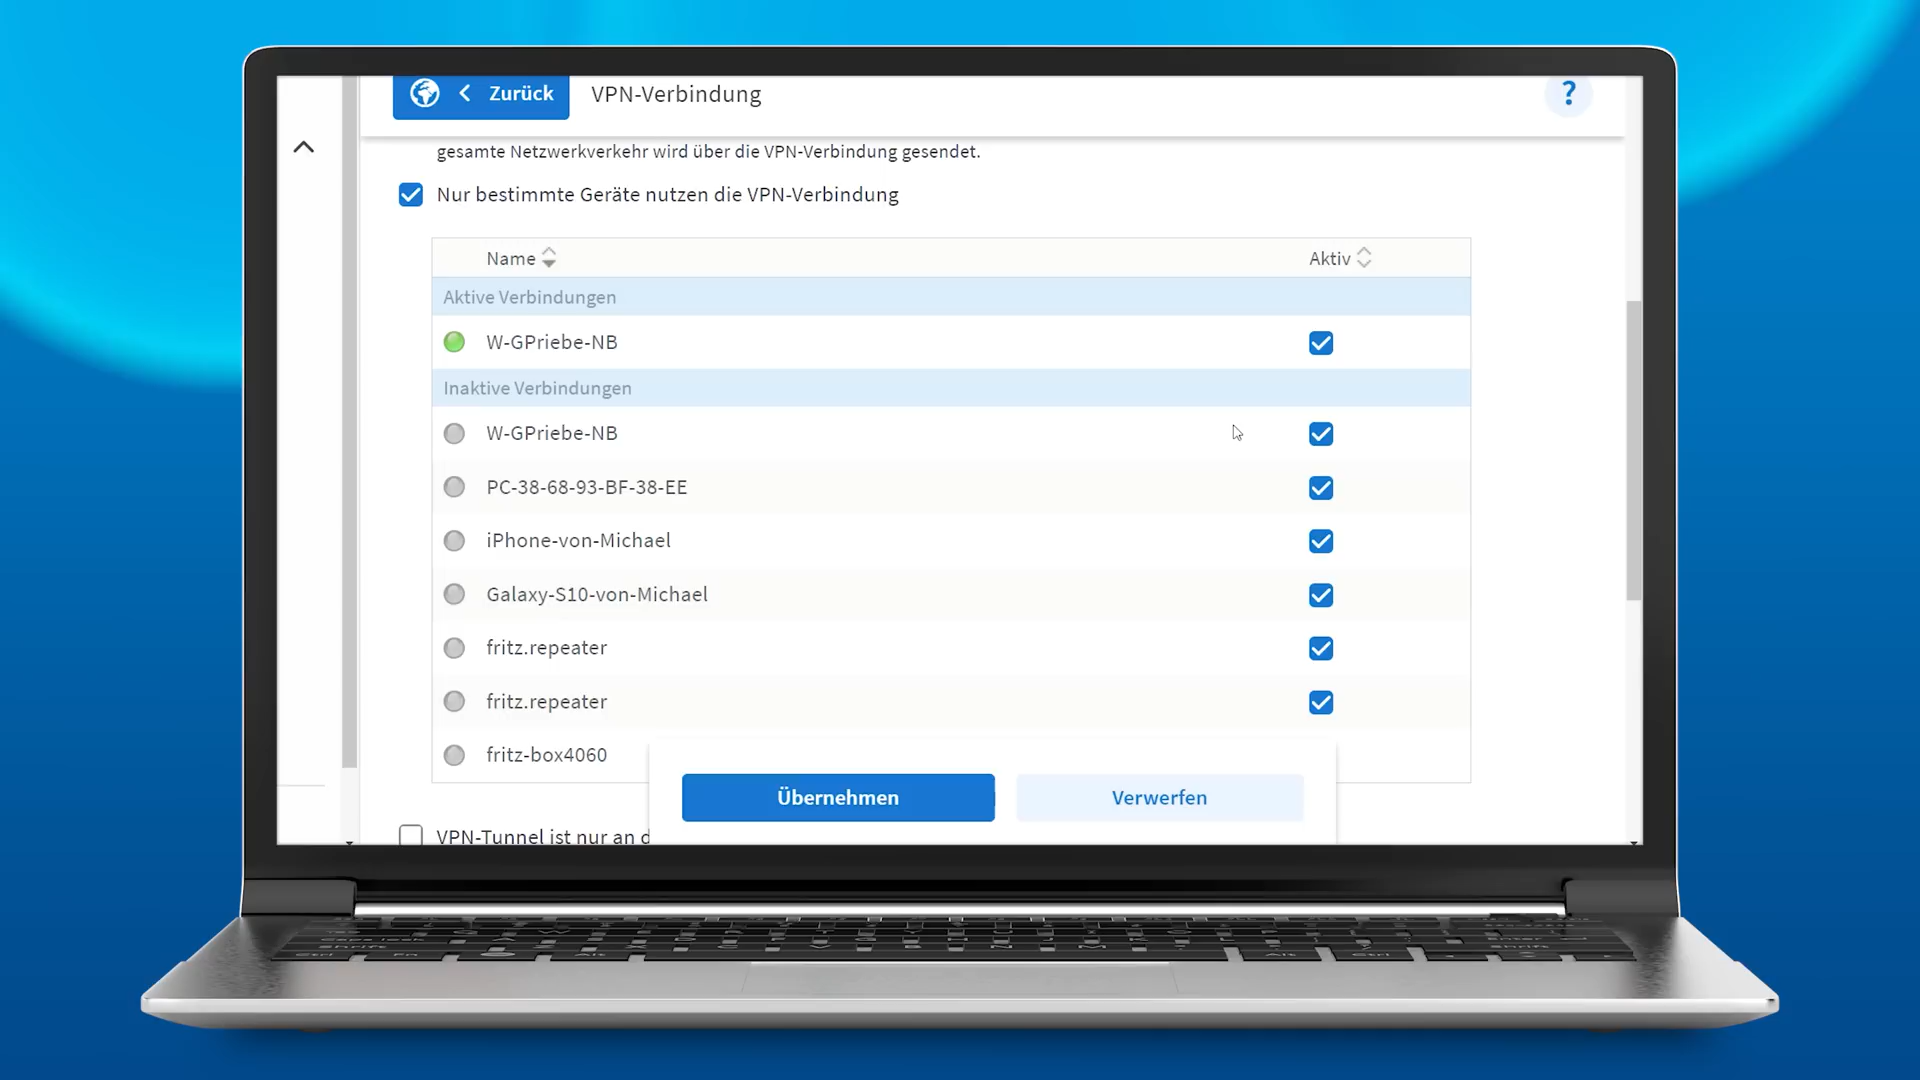 Zurück
VPN-Verbindung
?
gesamte Netzwerkverkehr wird über die VPN-Verbindung gesendet.
Nur bestimmte Geräte nutzen die VPN-Verbindung
Name
Aktiv
Aktive Verbindungen
W-GPriebe-NB
Inaktive Verbindungen
W-GPriebe-NB
PC-38-68-93-BF-38-EE
iPhone-von-Michael
Galaxy-S10-von-Michael
fritz.repeater
fritz.repeater
fritz-box4060
Übernehmen
Verwerfen
VPN-Tunnel ist nur an d